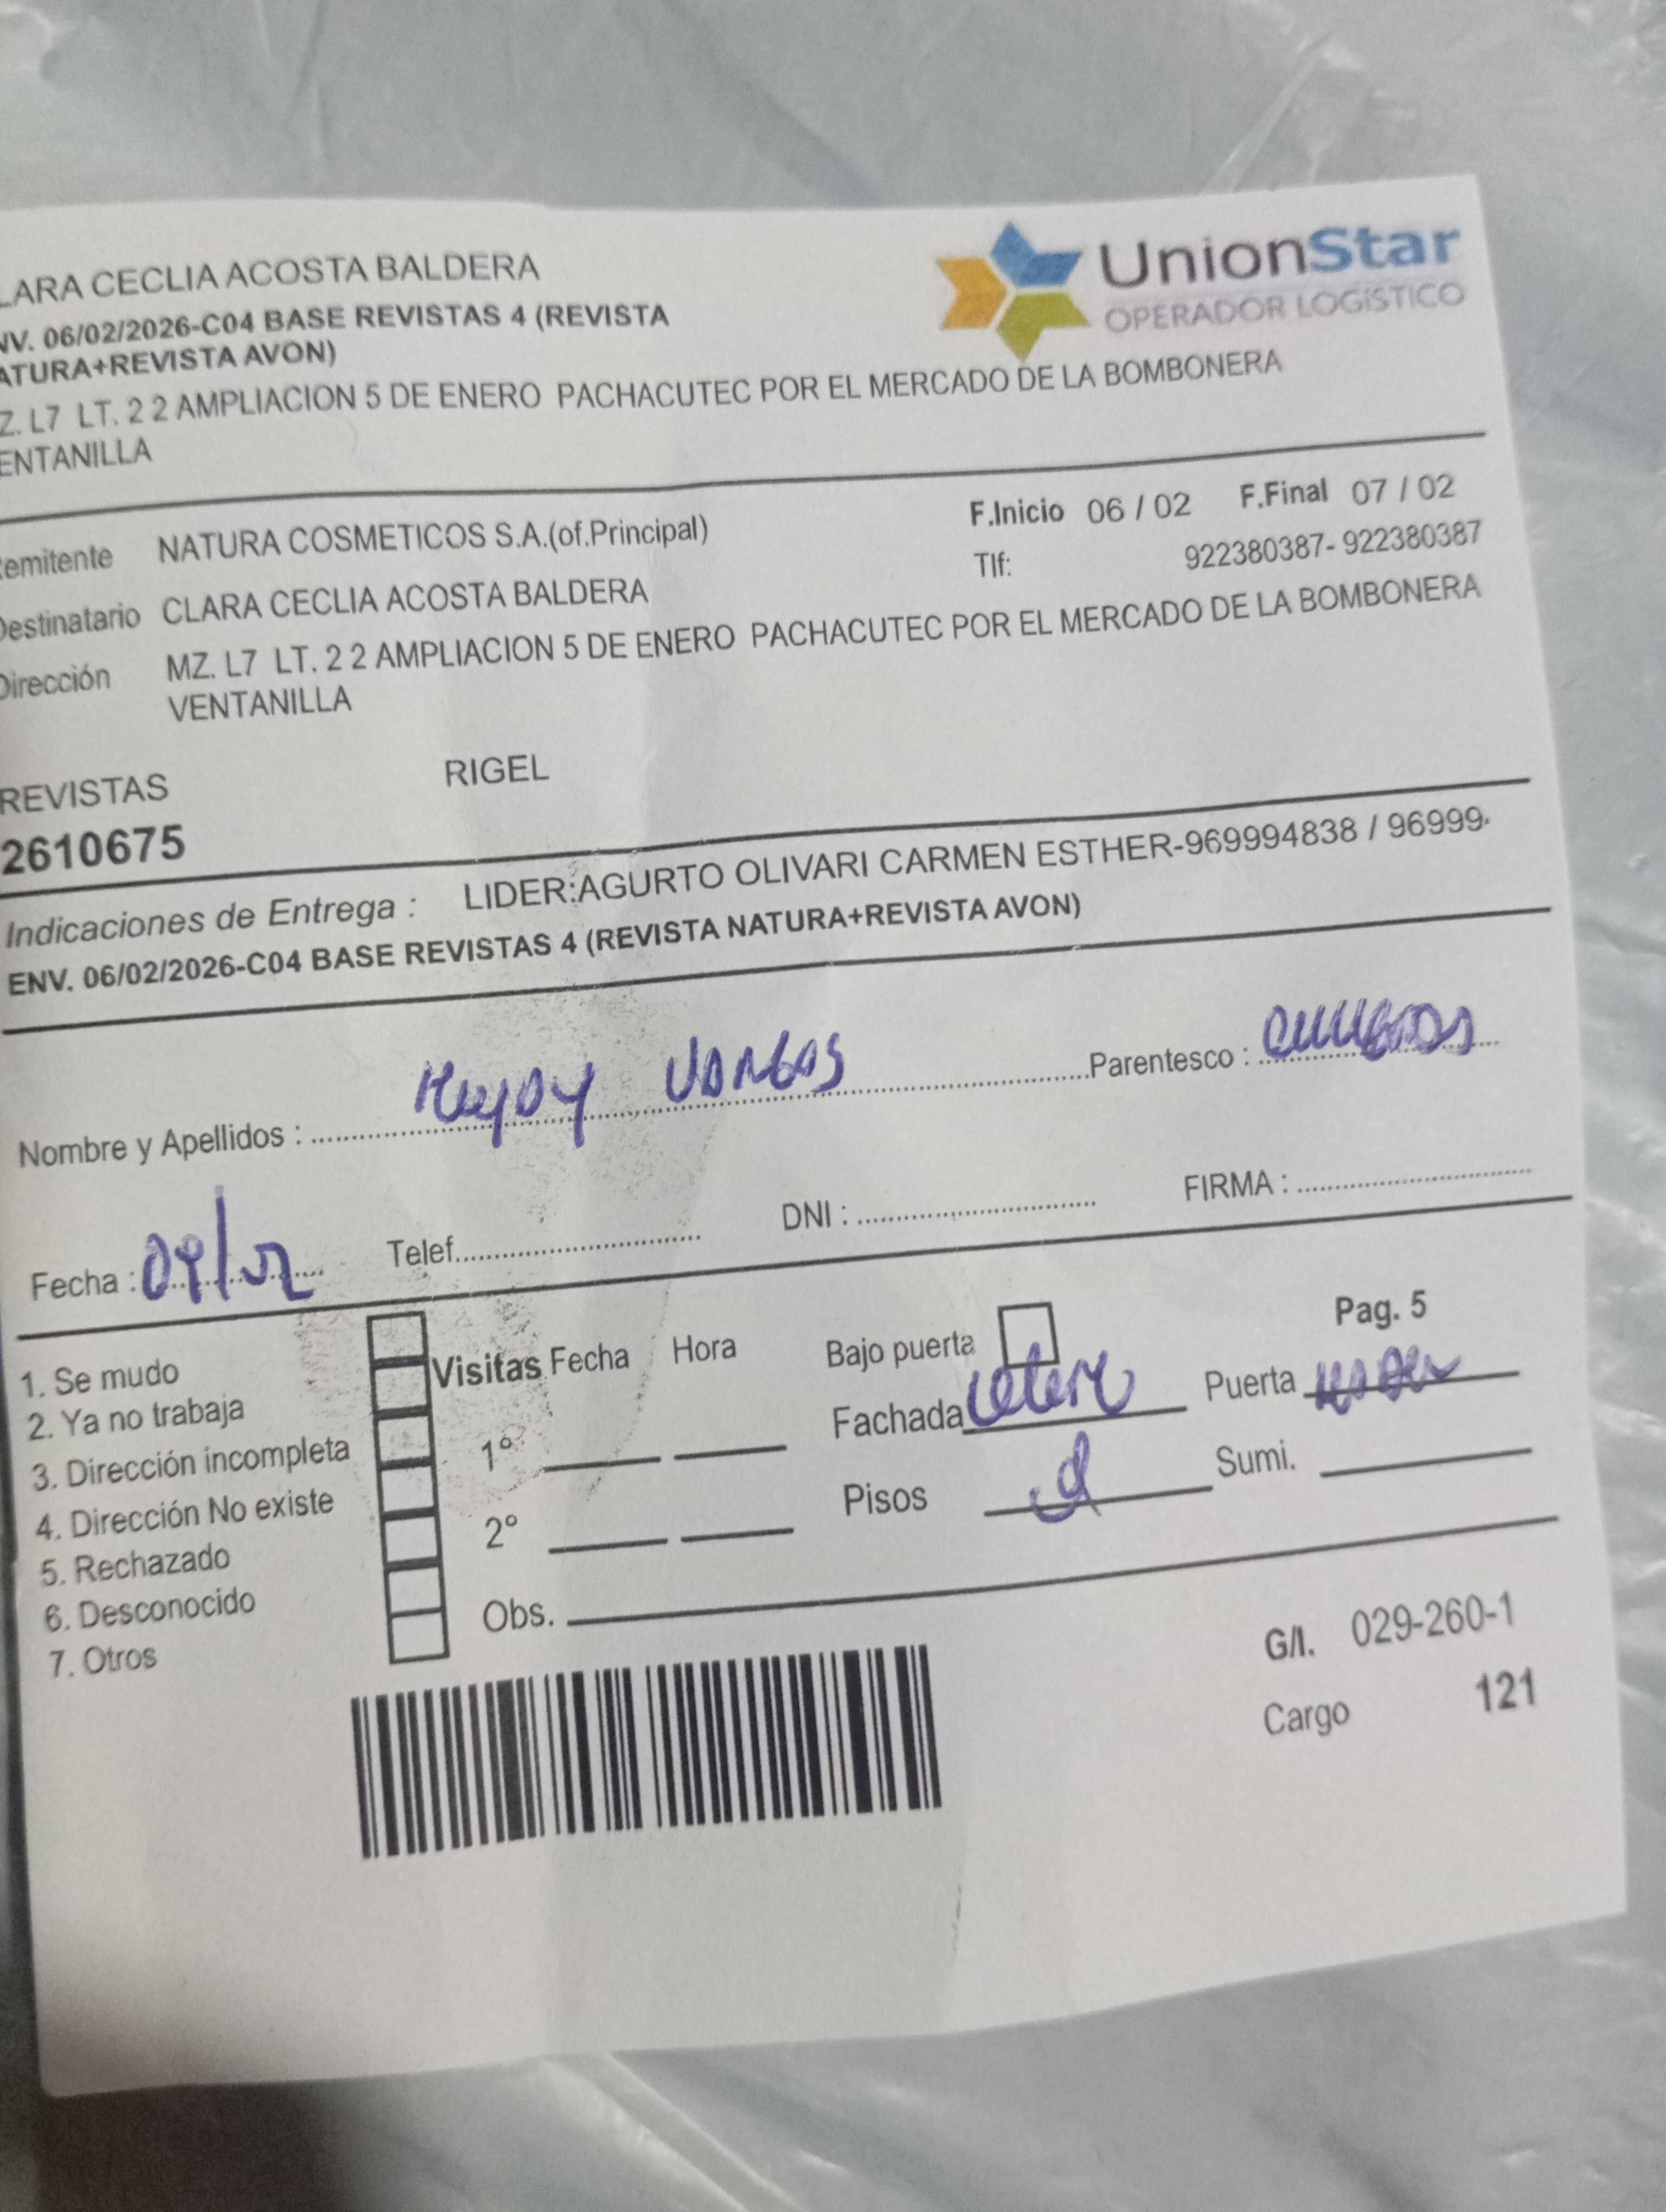 LARA CECLIA ACOSTA BALDERA
NV. 06/02/2026-C04 BASE REVISTAS 4 (REVISTA
ATURA+REVISTA AVON)
Z. L7 LT. 2 2 AMPLIACION 5 DE ENERO PACHACUTEC POR EL MERCADO DE LA BOMBONERA
ENTANILLA
UnionStar
OPERADOR LOGÍSTICO
emitente NATURA COSMETICOS S.A.(of.Principal) F.Inicio 06 / 02 F.Final 07 / 02
Tlf: 922380387- 922380387
Destinatario CLARA CECLIA ACOSTA BALDERA
Dirección MZ. L7 LT. 2 2 AMPLIACION 5 DE ENERO PACHACUTEC POR EL MERCADO DE LA BOMBONERA
VENTANILLA
REVISTAS RIGEL
2610675
Indicaciones de Entrega : LIDER:AGURTO OLIVARI CARMEN ESTHER-969994838 / 96999
ENV. 06/02/2026-C04 BASE REVISTAS 4 (REVISTA NATURA+REVISTA AVON)
Nombre y Apellidos : Vargas Parentesco :
Fecha : Telef. DNI : FIRMA :
Pag. 5
1. Se mudo
2. Ya no trabaja
3. Dirección incompleta
4. Dirección No existe
5. Rechazado
6. Desconocido
7. Otros
Visitas Fecha Hora
1°
2°
Obs.
Bajo puerta
Fachada Puerta
Pisos Sumi.
G/I. 029-260-1
Cargo 121